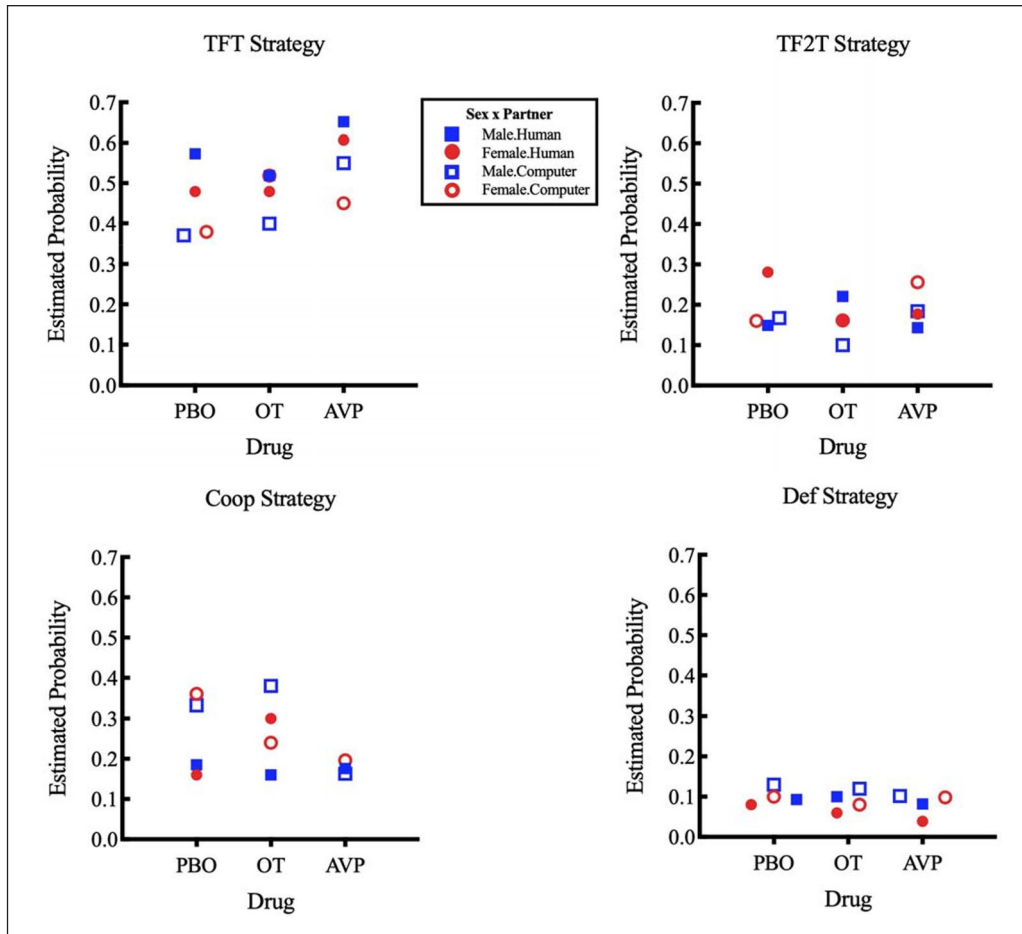 TFT Strategy
TF2T Strategy
0.7
0.6
0.5
0.4
0.3
0.2
0.1
0.0
Estimated Probability
PBO OT AVP
Drug
Sex x Partner
Male.Human
Female.Human
Male.Computer
Female.Computer
0.7
0.6
0.5
0.4
0.3
0.2
0.1
0.0
Estimated Probability
PBO OT AVP
Drug
Coop Strategy
Def Strategy
0.7
0.6
0.5
0.4
0.3
0.2
0.1
0.0
Estimated Probability
PBO OT AVP
Drug
0.7
0.6
0.5
0.4
0.3
0.2
0.1
0.0
Estimated Probability
PBO OT AVP
Drug